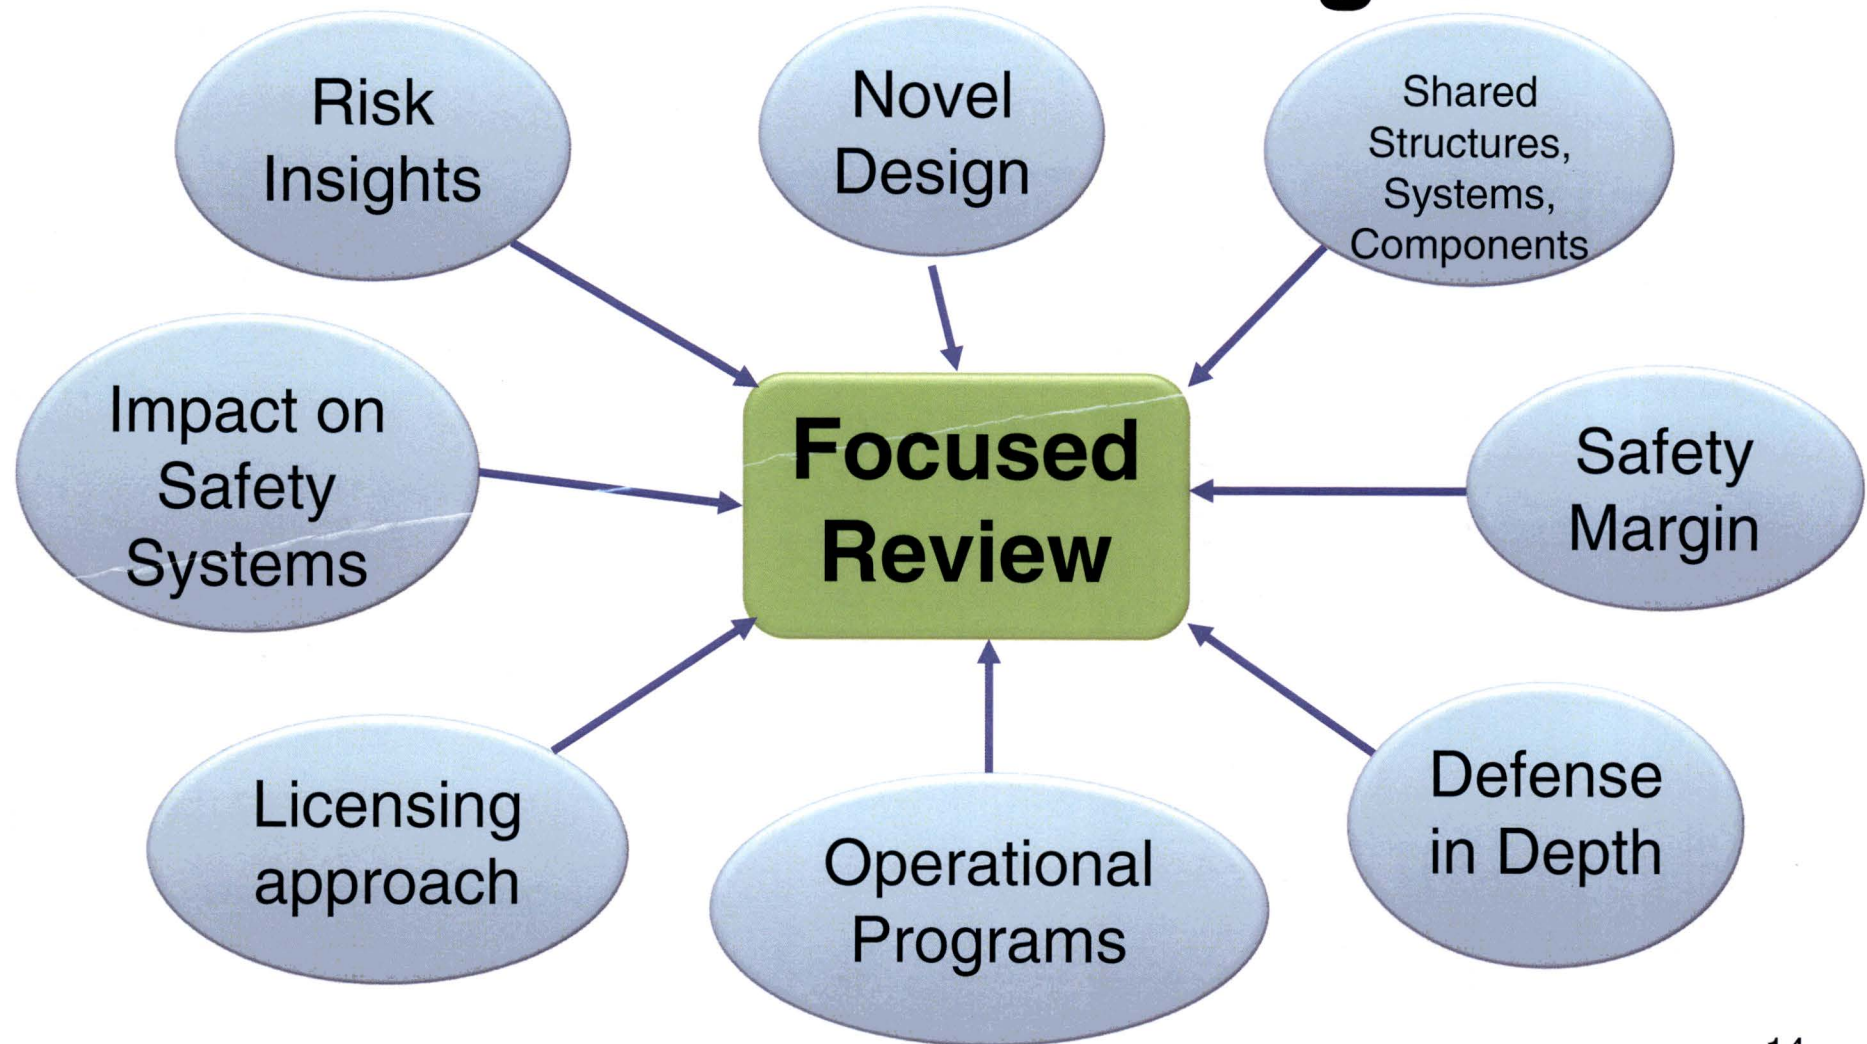 Risk
Insights
Novel
Design
Shared
Structures,
Systems,
Components
Impact on
Safety
Systems
Focused
Review
Safety
Margin
Licensing
approach
Operational
Programs
Defense
in Depth